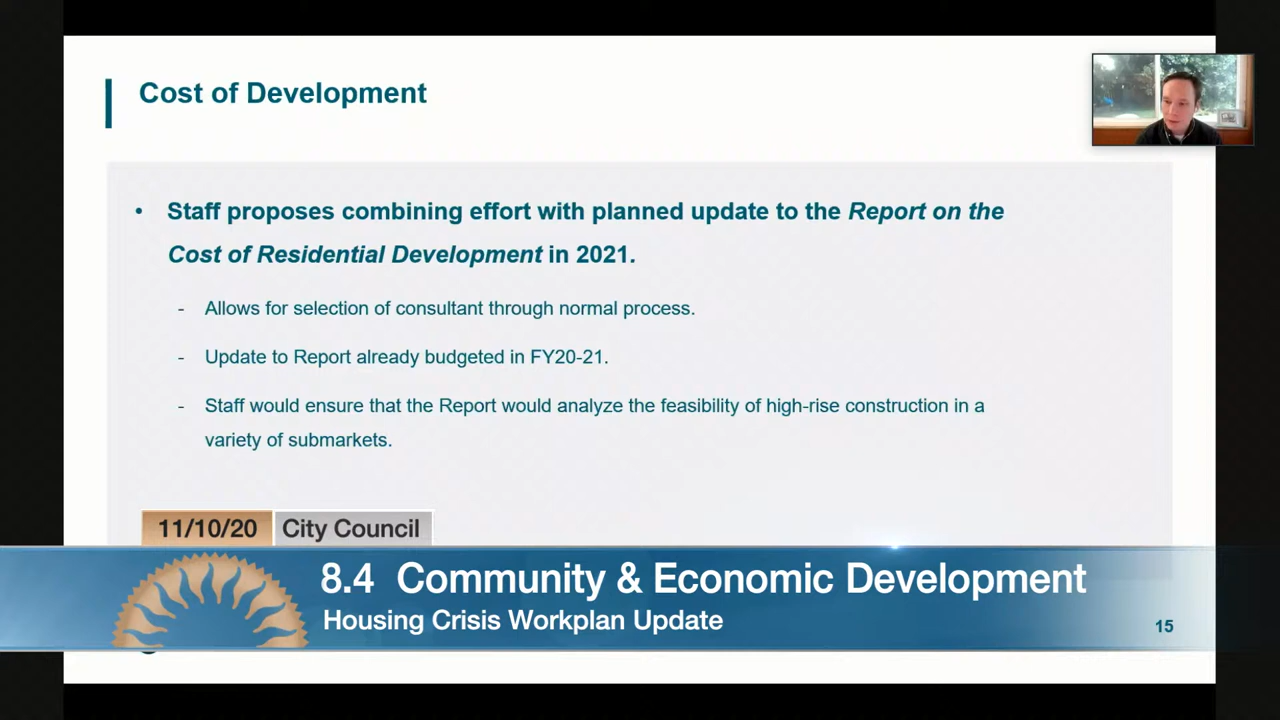 Cost of Development
• Staff proposes combining effort with planned update to the Report on the
Cost of Residential Development in 2021.
- Allows for selection of consultant through normal process.
- Update to Report already budgeted in FY20-21.
- Staff would ensure that the Report would analyze the feasibility of high-rise construction in a
variety of submarkets.
11/10/20 City Council
8.4 Community & Economic Development
Housing Crisis Workplan Update
15